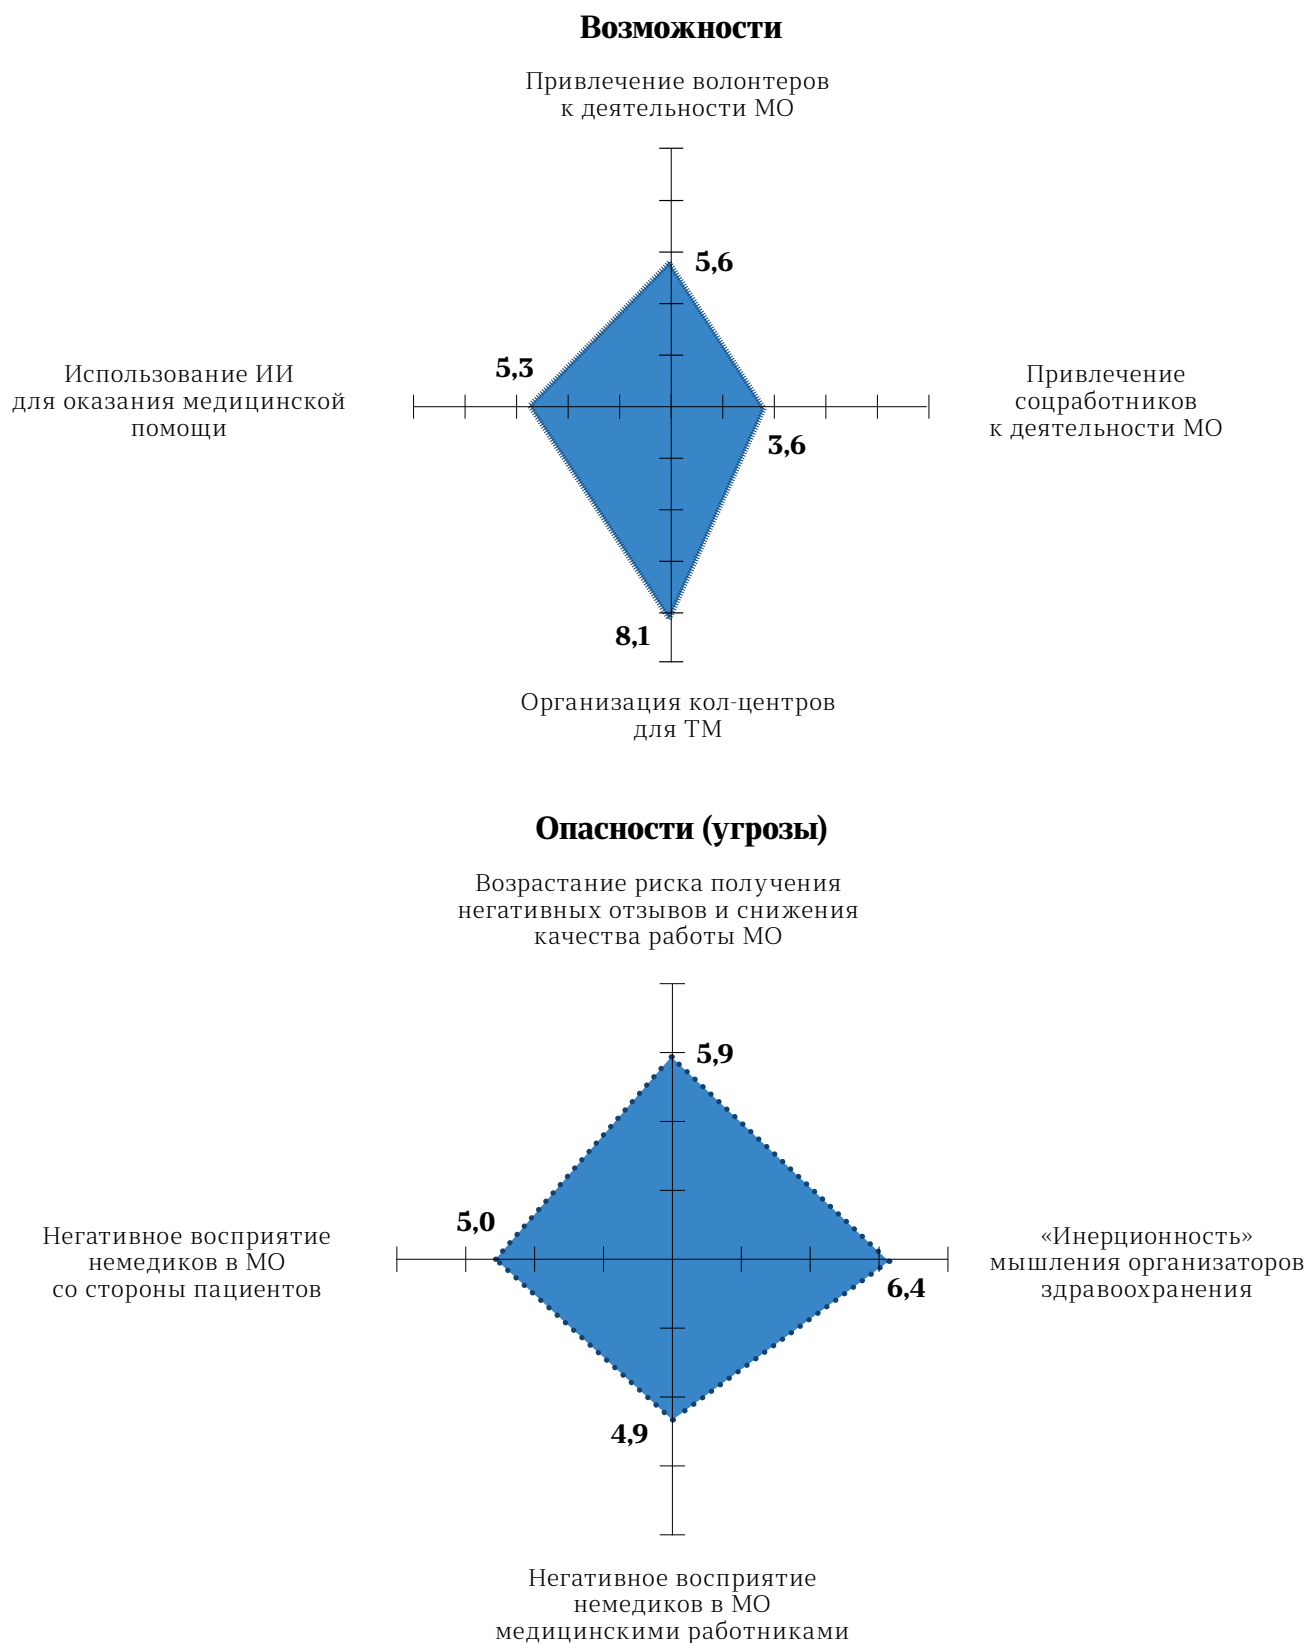 Возможности
Привлечение волонтеров
к деятельности МО
5,6
5,3
Использование ИИ
для оказания медицинской
помощи
Привлечение
соцработников
к деятельности МО
3,6
8,1
Организация кол-центров
для ТМ
Опасности (угрозы)
Возрастание риска получения
негативных отзывов и снижения
качества работы МО
5,9
5,0
Негативное восприятие
немедиков в МО
со стороны пациентов
«Инерционность»
мышления организаторов
здравоохранения
6,4
4,9
Негативное восприятие
немедиков в МО
медицинскими работниками